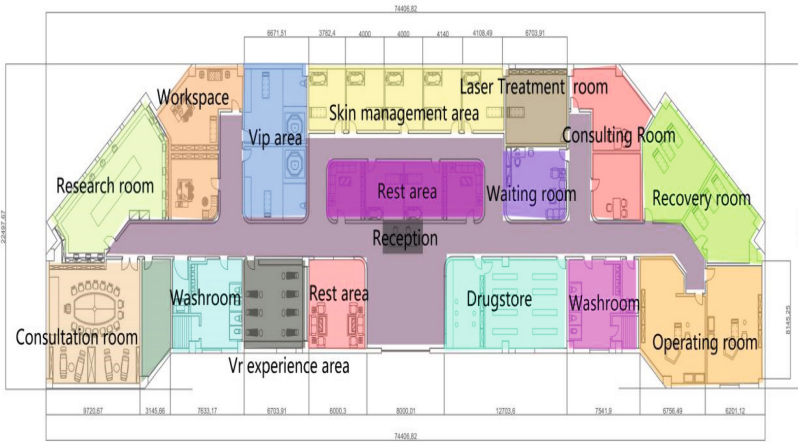 74406,82
6671,51 3782,4 4000 4000 4140 4108,49 6703,91
Workspace
Laser Treatment room
Skin management area
Vip area
Consulting Room
Research room
Rest area
Waiting room
Recovery room
Reception
22497,67
Washroom
Rest area
Drugstore
Washroom
8145,25
Consultation room
Operating room
Vr experience area
9720,67 3145,66 7633,17 6703,91 6000,3 8000,01 12703,6 7541,9 6756,49 6201,12
74406,82